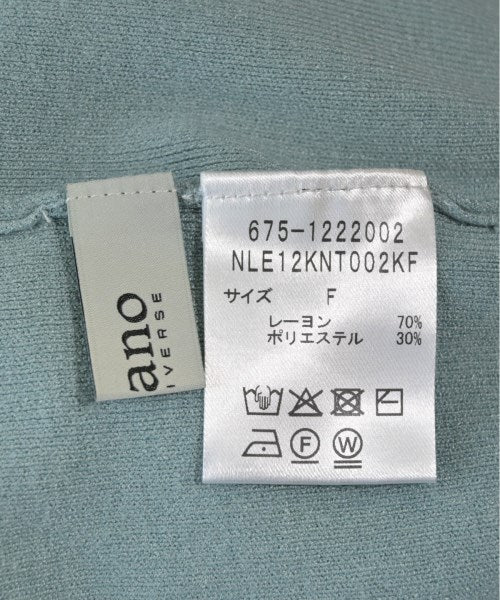 ano
IVERSE
675-1222002
NLE12KNT002KF
サイズ F
レーヨン 70%
ポリエステル 30%
F W